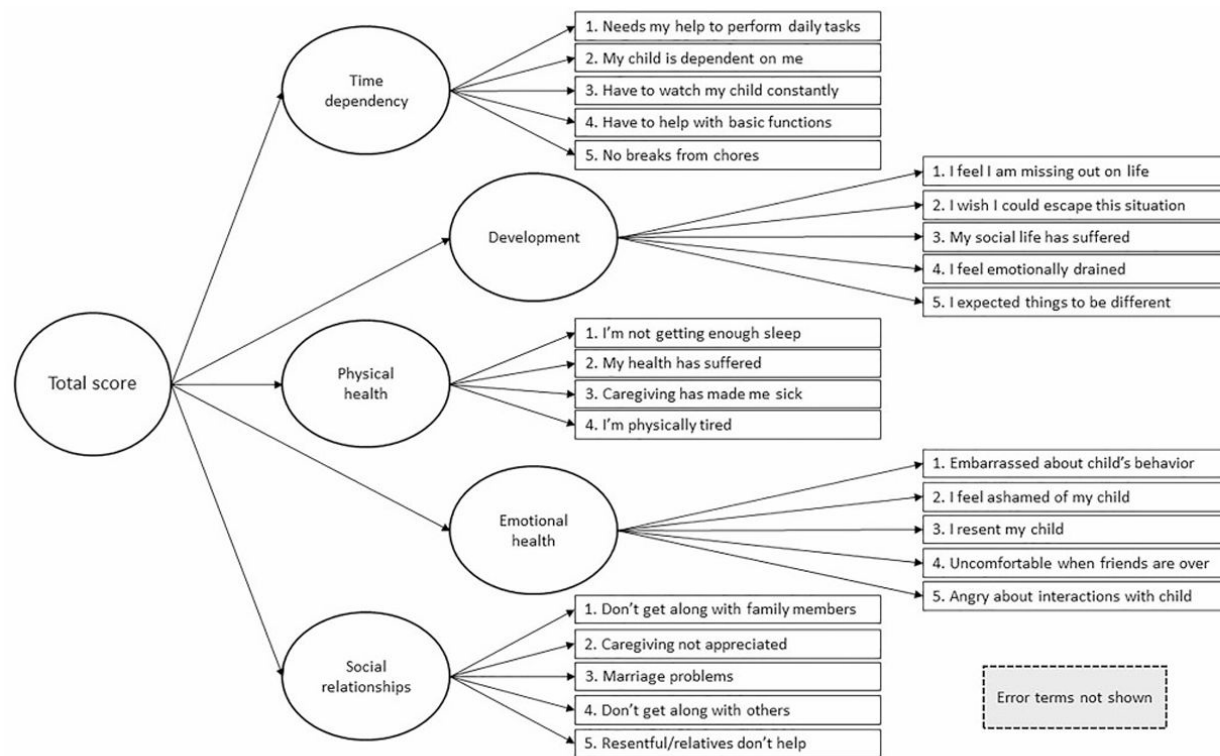 Total score
Time
dependency
1. Needs my help to perform daily tasks
2. My child is dependent on me
3. Have to watch my child constantly
4. Have to help with basic functions
5. No breaks from chores
Development
1. I feel I am missing out on life
2. I wish I could escape this situation
3. My social life has suffered
4. I feel emotionally drained
5. I expected things to be different
Physical
health
1. I'm not getting enough sleep
2. My health has suffered
3. Caregiving has made me sick
4. I'm physically tired
Emotional
health
1. Embarrassed about child's behavior
2. I feel ashamed of my child
3. I resent my child
4. Uncomfortable when friends are over
5. Angry about interactions with child
Social
relationships
1. Don't get along with family members
2. Caregiving not appreciated
3. Marriage problems
4. Don't get along with others
5. Resentful/relatives don't help
Error terms not shown